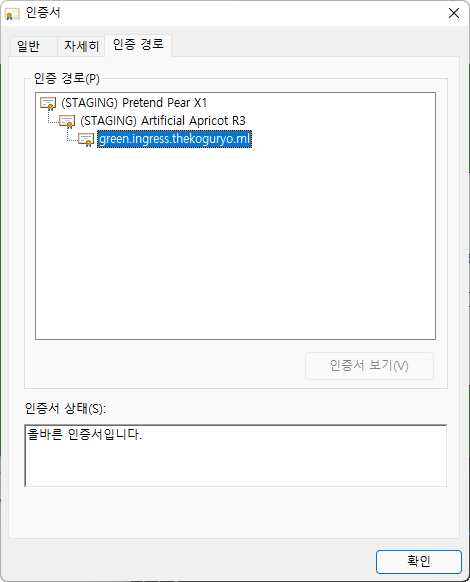 인증서
일반
자세히
인증 경로
인증 경로(P)
(STAGING) Pretend Pear X1
(STAGING) Artificial Apricot R3
green.ingress.thekoguryo.ml
인증서 보기(V)
인증서 상태(S):
올바른 인증서입니다.
확인